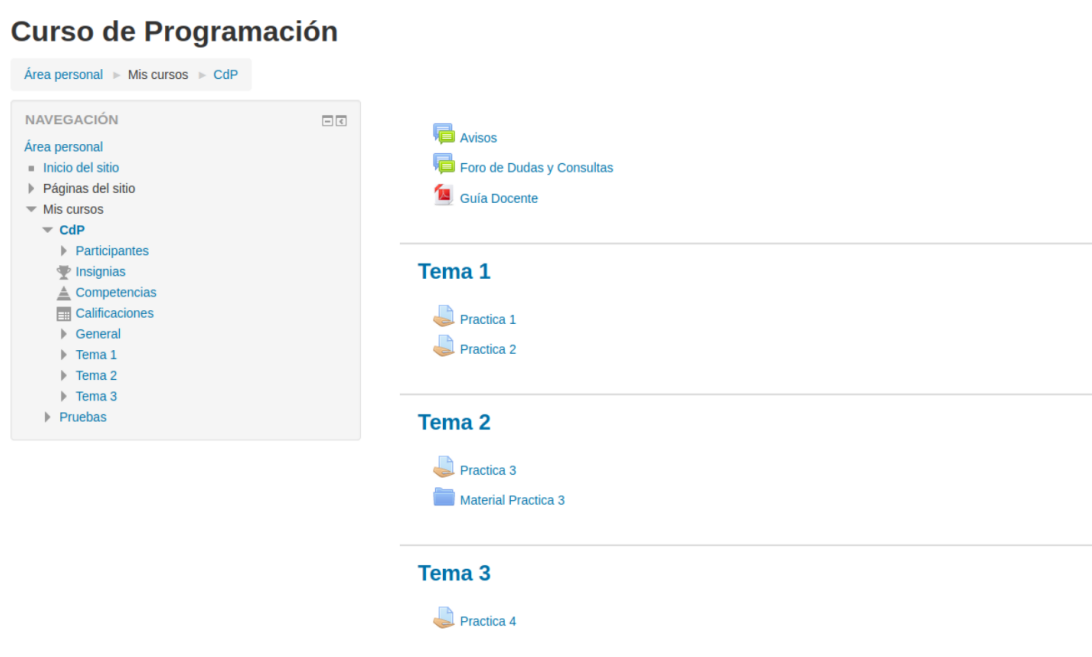 Curso de Programación
Área personal Mis cursos CdP
NAVEGACIÓN
Área personal
Inicio del sitio
Páginas del sitio
Mis cursos
CdP
Participantes
Insignias
Competencias
Calificaciones
General
Tema 1
Tema 2
Tema 3
Pruebas
Avisos
Foro de Dudas y Consultas
Guía Docente
Tema 1
Practica 1
Practica 2
Tema 2
Practica 3
Material Practica 3
Tema 3
Practica 4